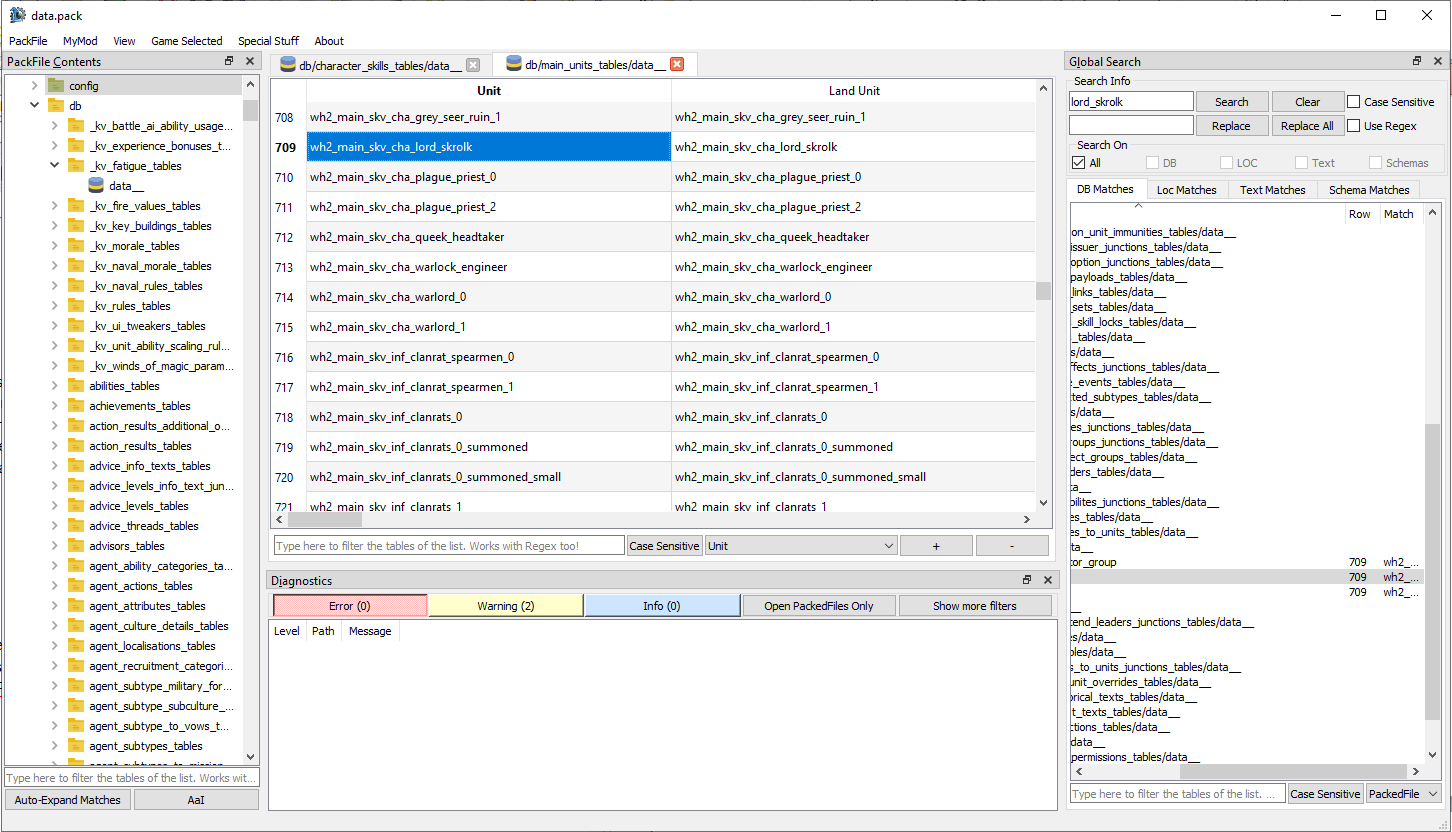 data.pack
PackFile MyMod View Game Selected Special Stuff About
PackFile Contents
config
db
_kv_battle_ai_ability_usage...
_kv_experience_bonuses_t...
_kv_fatigue_tables
data__
_kv_fire_values_tables
_kv_key_buildings_tables
_kv_morale_tables
_kv_naval_morale_tables
_kv_naval_rules_tables
_kv_rules_tables
_kv_ui_tweakers_tables
_kv_unit_ability_scaling_rul...
_kv_winds_of_magic_param...
abilities_tables
achievements_tables
action_results_additional_o...
action_results_tables
advice_info_texts_tables
advice_levels_info_text_jun...
advice_levels_tables
advice_threads_tables
advisors_tables
agent_ability_categories_ta...
agent_actions_tables
agent_attributes_tables
agent_culture_details_tables
agent_localisations_tables
agent_recruitment_categori...
agent_subtype_military_for...
agent_subtype_subculture_...
agent_subtype_to_vows_t...
agent_subtypes_tables
Type here to filter the tables of the list. Works wit...
Auto-Expand Matches AaI
db/character_skills_tables/data__ db/main_units_tables/data__
Unit Land Unit
708 wh2_main_skv_cha_grey_seer_ruin_1 wh2_main_skv_cha_grey_seer_ruin_1
709 wh2_main_skv_cha_lord_skrolk wh2_main_skv_cha_lord_skrolk
710 wh2_main_skv_cha_plague_priest_0 wh2_main_skv_cha_plague_priest_0
711 wh2_main_skv_cha_plague_priest_2 wh2_main_skv_cha_plague_priest_2
712 wh2_main_skv_cha_queek_headtaker wh2_main_skv_cha_queek_headtaker
713 wh2_main_skv_cha_warlock_engineer wh2_main_skv_cha_warlock_engineer
714 wh2_main_skv_cha_warlord_0 wh2_main_skv_cha_warlord_0
715 wh2_main_skv_cha_warlord_1 wh2_main_skv_cha_warlord_1
716 wh2_main_skv_inf_clanrat_spearmen_0 wh2_main_skv_inf_clanrat_spearmen_0
717 wh2_main_skv_inf_clanrat_spearmen_1 wh2_main_skv_inf_clanrat_spearmen_1
718 wh2_main_skv_inf_clanrats_0 wh2_main_skv_inf_clanrats_0
719 wh2_main_skv_inf_clanrats_0_summoned wh2_main_skv_inf_clanrats_0_summoned
720 wh2_main_skv_inf_clanrats_0_summoned_small wh2_main_skv_inf_clanrats_0_summoned_small
721 wh2_main_skv_inf_clanrats_1 wh2_main_skv_inf_clanrats_1
Type here to filter the tables of the list. Works with Regex too! Case Sensitive Unit + -
Diagnostics
Error (0) Warning (2) Info (0) Open PackedFiles Only Show more filters
Level Path Message
Global Search
Search Info
lord_skrolk Search Clear Case Sensitive
Replace Replace All Use Regex
Search On
All DB LOC Text Schemas
DB Matches Loc Matches Text Matches Schema Matches
Row Match
on_unit_immunities_tables/data__
issuer_junctions_tables/data__
option_junctions_tables/data__
payloads_tables/data__
_links_tables/data__
_sets_tables/data__
_skill_locks_tables/data__
_tables/data__
s/data__
ffects_junctions_tables/data__
e_events_tables/data__
cted_subtypes_tables/data__
s/data__
es_junctions_tables/data__
groups_junctions_tables/data__
ect_groups_tables/data__
ders_tables/data__
ta__
bilites_junctions_tables/data__
es_tables/data__
es_to_units_tables/data__
ata__
tor_group 709 wh2_...
709 wh2_...
709 wh2_...
__
tend_leaders_junctions_tables/data__
es/data__
bles/data__
s_to_units_junctions_tables/data__
unit_overrides_tables/data__
orical_texts_tables/data__
t_texts_tables/data__
ctions_tables/data__
data__
permissions_tables/data__
Type here to filter the tables of the list. ... Case Sensitive PackedFile